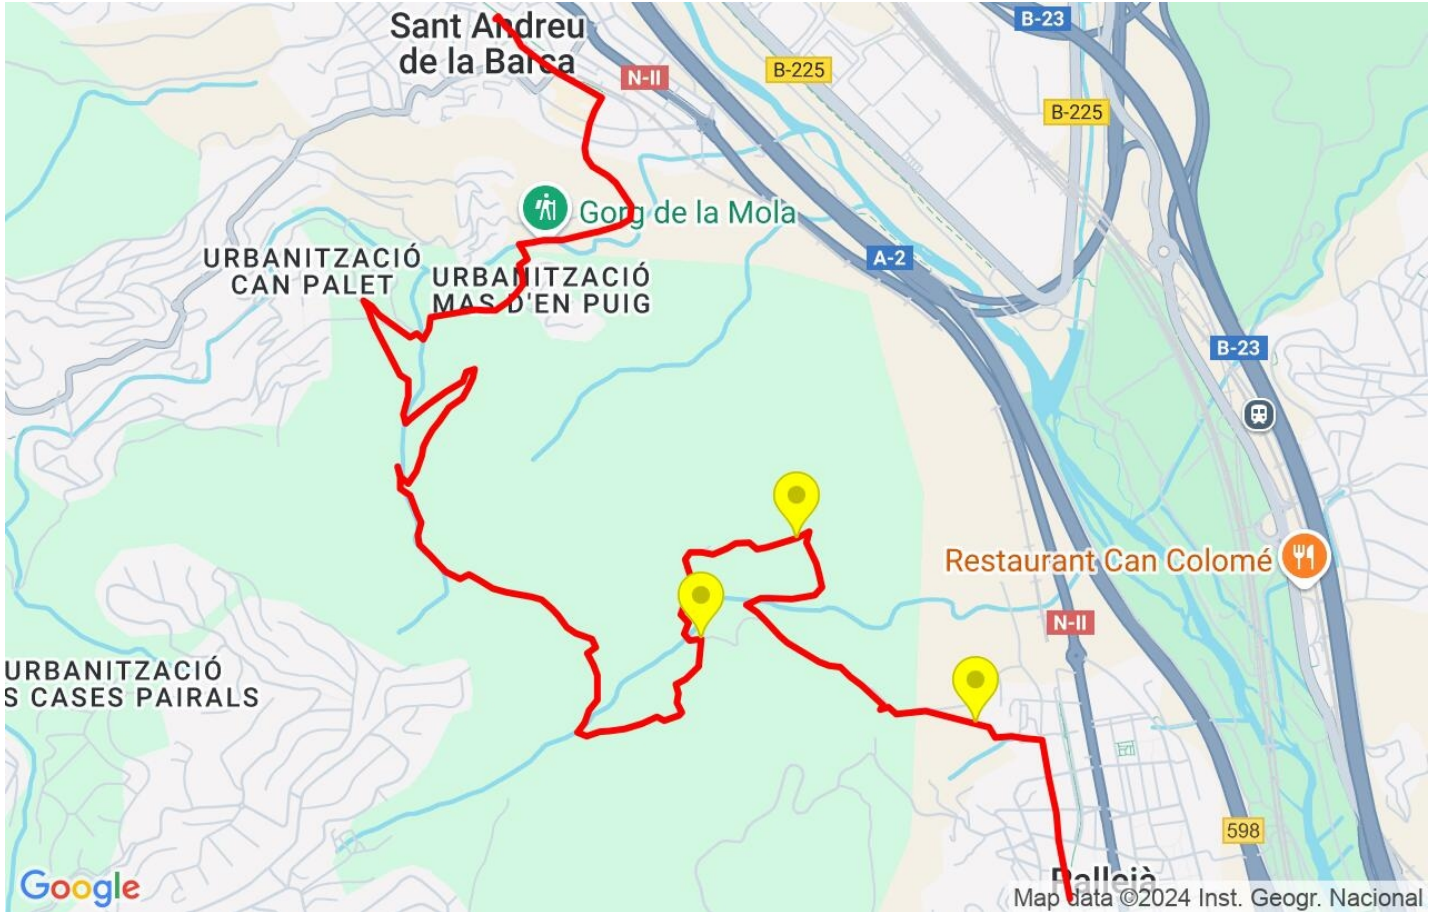 Sant Andreu
de la Barca
B-23
N-II
B-225
B-225
Gorg de la Mola
URBANITZACIÓ
CAN PALET
URBANITZACIÓ
MAS D'EN PUIG
A-2
B-23
Restaurant Can Colomé
N-II
URBANITZACIÓ
S CASES PAIRALS
598
Pallejà
Google
Map data ©2024 Inst. Geogr. Nacional